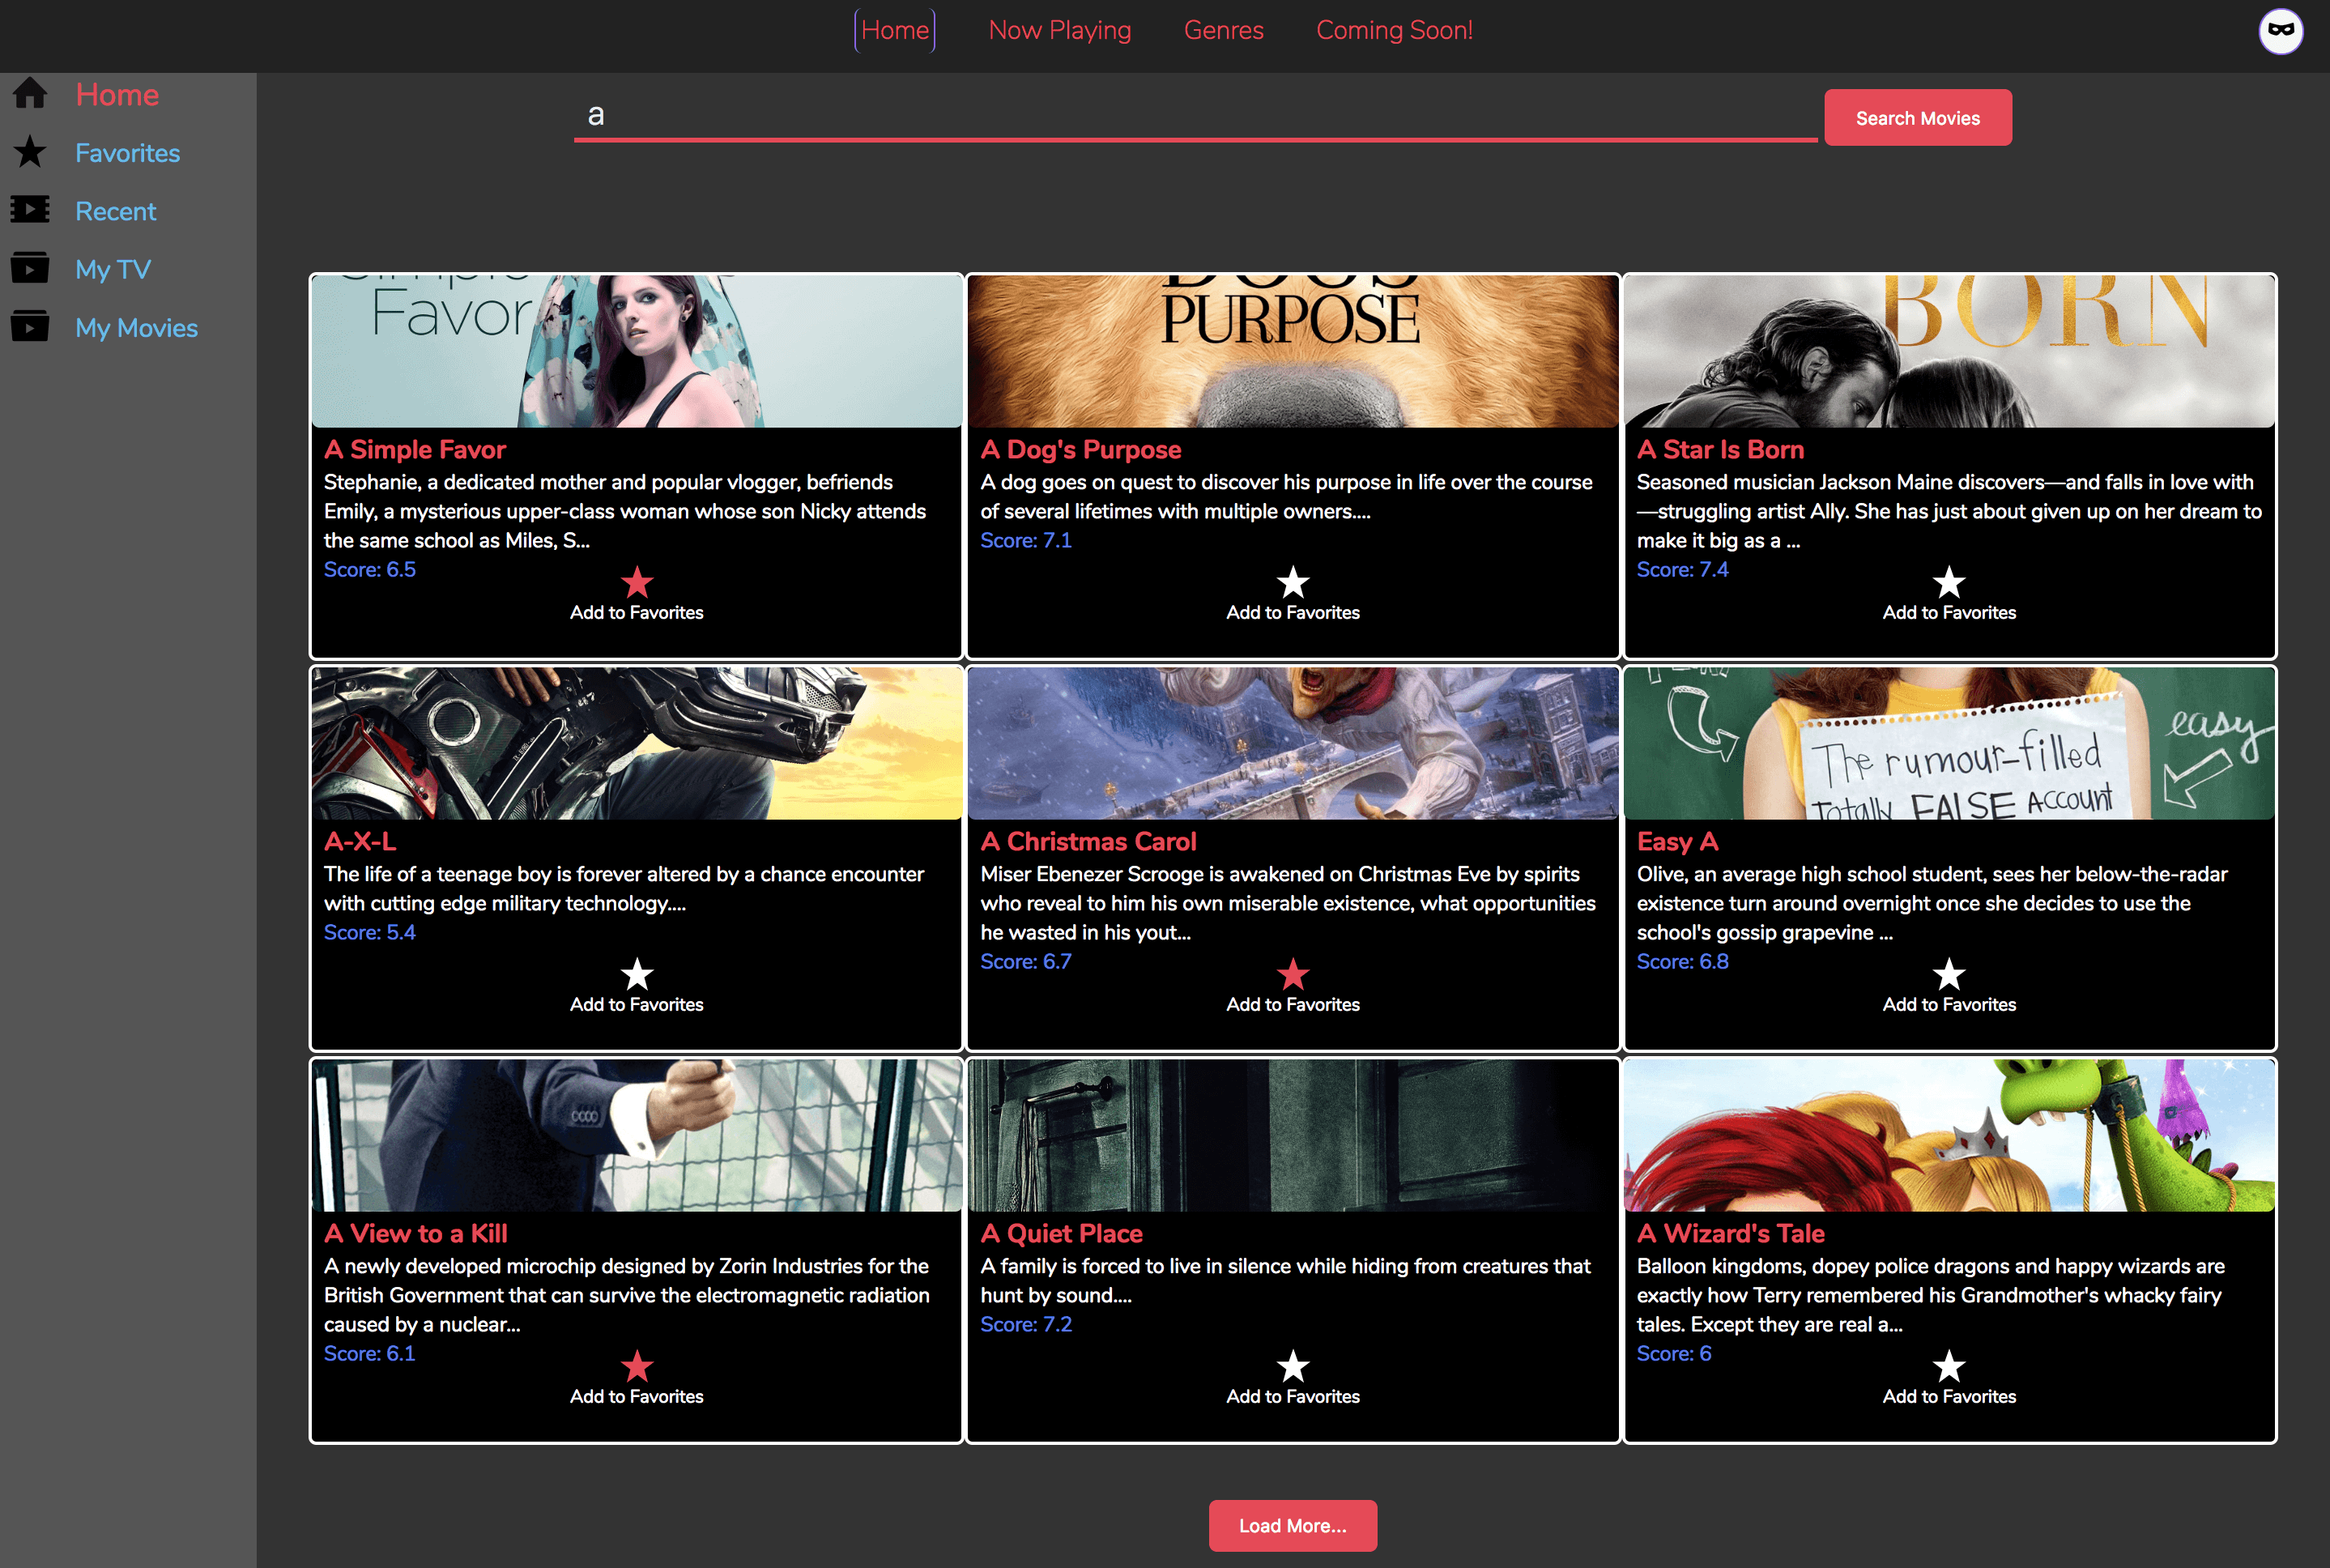 Home
Now Playing
Genres
Coming Soon!
Home
Favorites
Recent
My TV
My Movies
a
Search Movies
Simple
Favor
A Simple Favor
Stephanie, a dedicated mother and popular vlogger, befriends
Emily, a mysterious upper-class woman whose son Nicky attends
the same school as Miles, S...
Score: 6.5
Add to Favorites
DOG'S
PURPOSE
A Dog's Purpose
A dog goes on quest to discover his purpose in life over the course
of several lifetimes with multiple owners....
Score: 7.1
Add to Favorites
BORN
A Star Is Born
Seasoned musician Jackson Maine discovers—and falls in love with
—struggling artist Ally. She has just about given up on her dream to
make it big as a ...
Score: 7.4
Add to Favorites
A-X-L
The life of a teenage boy is forever altered by a chance encounter
with cutting edge military technology....
Score: 5.4
Add to Favorites
A Christmas Carol
Miser Ebenezer Scrooge is awakened on Christmas Eve by spirits
who reveal to him his own miserable existence, what opportunities
he wasted in his yout...
Score: 6.7
Add to Favorites
easy
The rumour-filled
Totally FALSE Account
Easy A
Olive, an average high school student, sees her below-the-radar
existence turn around overnight once she decides to use the
school's gossip grapevine ...
Score: 6.8
Add to Favorites
A View to a Kill
A newly developed microchip designed by Zorin Industries for the
British Government that can survive the electromagnetic radiation
caused by a nuclear...
Score: 6.1
Add to Favorites
A Quiet Place
A family is forced to live in silence while hiding from creatures that
hunt by sound....
Score: 7.2
Add to Favorites
A Wizard's Tale
Balloon kingdoms, dopey police dragons and happy wizards are
exactly how Terry remembered his Grandmother's whacky fairy
tales. Except they are real a...
Score: 6
Add to Favorites
Load More...